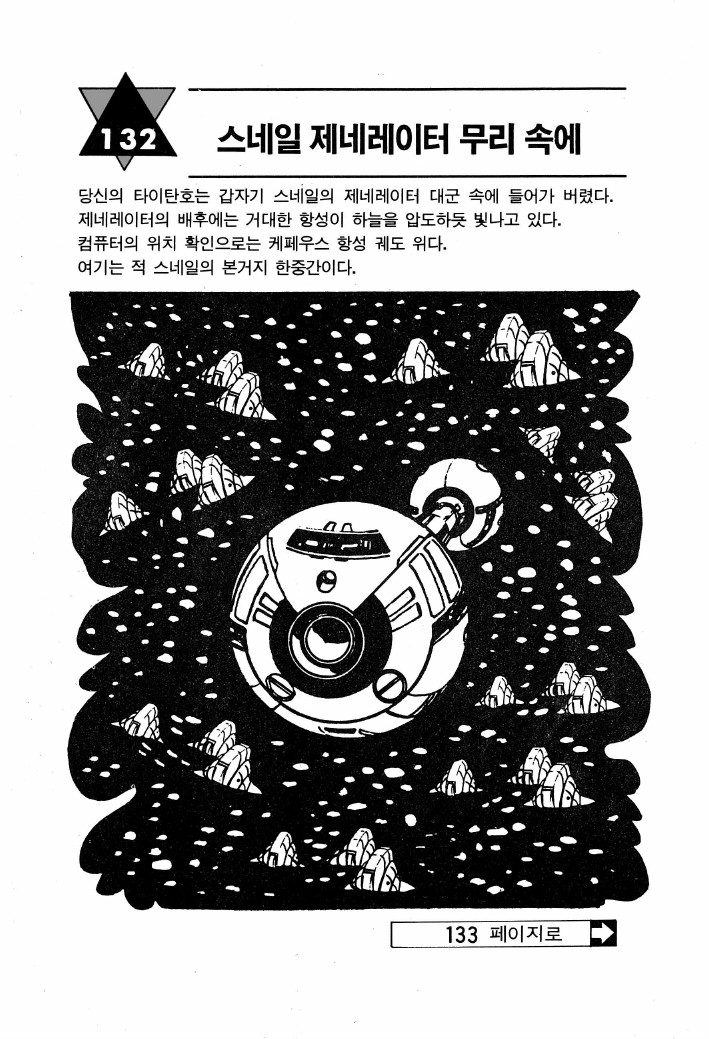 132
스네일 제네레이터 무리 속에
당신의 타이탄호는 갑자기 스네일의 제네레이터 대군 속에 들어가 버렸다.
제네레이터의 배후에는 거대한 항성이 하늘을 압도하듯 빛나고 있다.
컴퓨터의 위치 확인으로는 케페우스 항성 궤도 위다.
여기는 적 스네일의 본거지 한중간이다.
133 페이지로